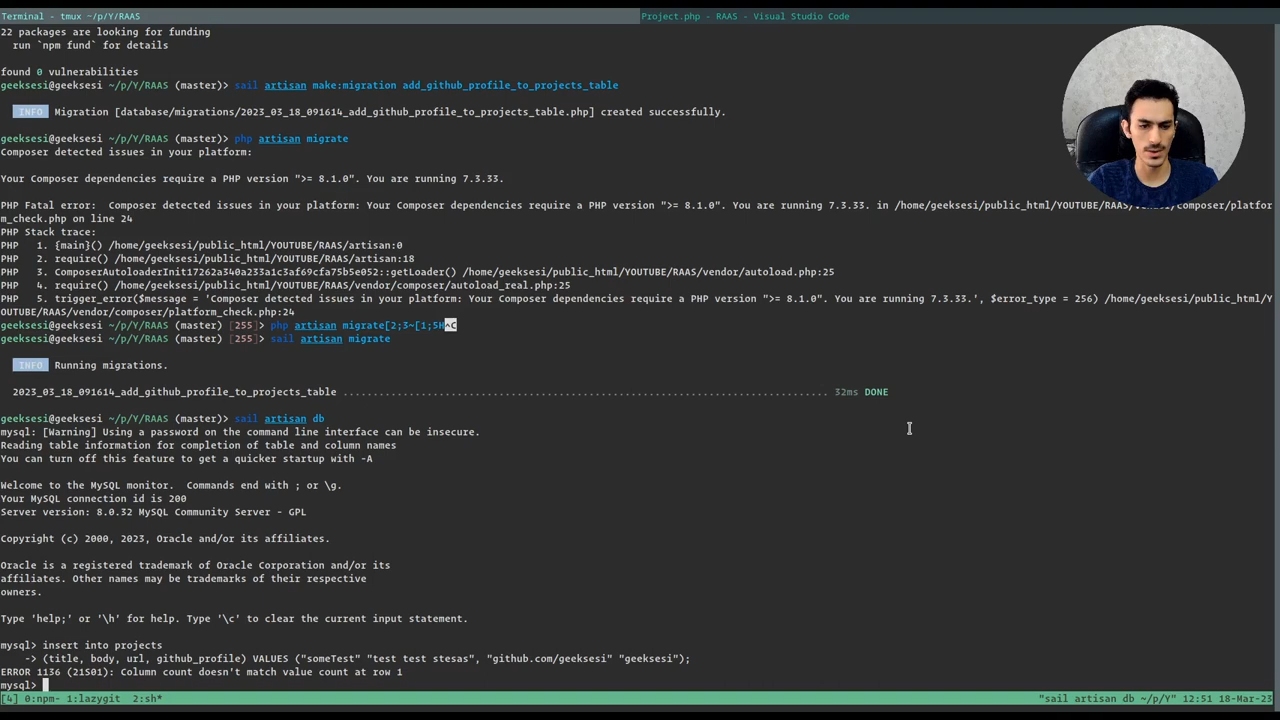 Terminal - tmux ~/p/Y/RAAS
Project.php - RAAS - Visual Studio Code
22 packages are looking for funding
run `npm fund` for details
found 0 vulnerabilities
geeksesi@geeksesi ~/p/Y/RAAS (master)> sail artisan make:migration add_github_profile_to_projects_table
INFO Migration [database/migrations/2023_03_18_091614_add_github_profile_to_projects_table.php] created successfully.
geeksesi@geeksesi ~/p/Y/RAAS (master)> php artisan migrate
Composer detected issues in your platform:
Your Composer dependencies require a PHP version ">= 8.1.0". You are running 7.3.33.
PHP Fatal error:  Composer detected issues in your platform: Your Composer dependencies require a PHP version ">= 8.1.0". You are running 7.3.33. in /home/geeksesi/public_html/YOUTUBE/RAAS/vendor/composer/platfor
m_check.php on line 24
PHP Stack trace:
PHP   1. {main}() /home/geeksesi/public_html/YOUTUBE/RAAS/artisan:0
PHP   2. require() /home/geeksesi/public_html/YOUTUBE/RAAS/artisan:18
PHP   3. ComposerAutoloaderInit17262a340a233a1c3af69cfa75b5e052::getLoader() /home/geeksesi/public_html/YOUTUBE/RAAS/vendor/autoload.php:25
PHP   4. require() /home/geeksesi/public_html/YOUTUBE/RAAS/vendor/composer/autoload_real.php:25
PHP   5. trigger_error($message = 'Composer detected issues in your platform: Your Composer dependencies require a PHP version ">= 8.1.0". You are running 7.3.33.', $error_type = 256) /home/geeksesi/public_html/Y
OUTUBE/RAAS/vendor/composer/platform_check.php:24
geeksesi@geeksesi ~/p/Y/RAAS (master) [255]> php artisan migrate[2;3~[1;5H^C
geeksesi@geeksesi ~/p/Y/RAAS (master) [255]> sail artisan migrate
INFO Running migrations.
2023_03_18_091614_add_github_profile_to_projects_table .................................................................................. 32ms DONE
geeksesi@geeksesi ~/p/Y/RAAS (master)> sail artisan db
mysql: [Warning] Using a password on the command line interface can be insecure.
Reading table information for completion of table and column names
You can turn off this feature to get a quicker startup with -A
Welcome to the MySQL monitor.  Commands end with ; or \g.
Your MySQL connection id is 200
Server version: 8.0.32 MySQL Community Server - GPL
Copyright (c) 2000, 2023, Oracle and/or its affiliates.
Oracle is a registered trademark of Oracle Corporation and/or its
affiliates. Other names may be trademarks of their respective
owners.
Type 'help;' or '\h' for help. Type '\c' to clear the current input statement.
mysql> insert into projects
-> (title, body, url, github_profile) VALUES ("someTest" "test test stesas", "github.com/geeksesi" "geeksesi");
ERROR 1136 (21S01): Column count doesn't match value count at row 1
mysql>
[4] 0:npm- 1:lazygit  2:sh* "sail artisan db ~/p/Y" 12:51 18-Mar-23